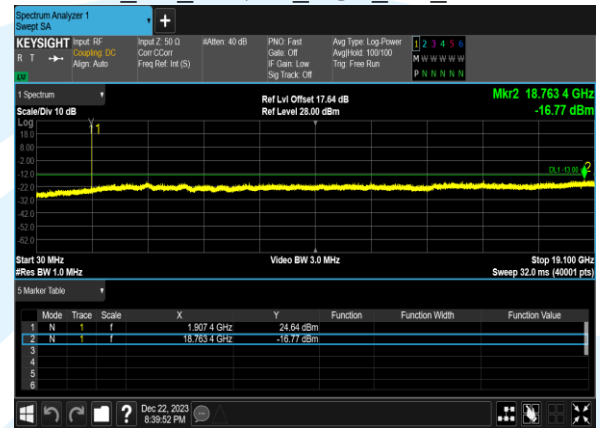 Spectrum Analyzer 1
Swept SA
KEYSIGHT Input: RF Input Z: 50 Ω #Atten: 40 dB PNO: Fast Avg Type: Log-Power 1 2 3 4 5 6
R T Coupling: DC Corr CCorr Gate: Off Avg|Hold: 100/100 M W W W W W
Align: Auto Freq Ref: Int (S) IF Gain: Low Trig: Free Run
Sig Track: Off P N N N N N
1 Spectrum Ref Lvl Offset 17.64 dB Mkr2 18.763 4 GHz
Scale/Div 10 dB Ref Level 28.00 dBm -16.77 dBm
Log
18.0 1
8.00
-2.00
-12.0 DL1 -13.00 2
-22.0
-32.0
-42.0
-52.0
-62.0
Start 30 MHz Video BW 3.0 MHz Stop 19.100 GHz
#Res BW 1.0 MHz Sweep 32.0 ms (40001 pts)
5 Marker Table
Mode Trace Scale X Y Function Function Width Function Value
1 N 1 f 1.907 4 GHz 24.64 dBm
2 N 1 f 18.763 4 GHz -16.77 dBm
3
4
5
6
? Dec 22, 2023
8:39:52 PM